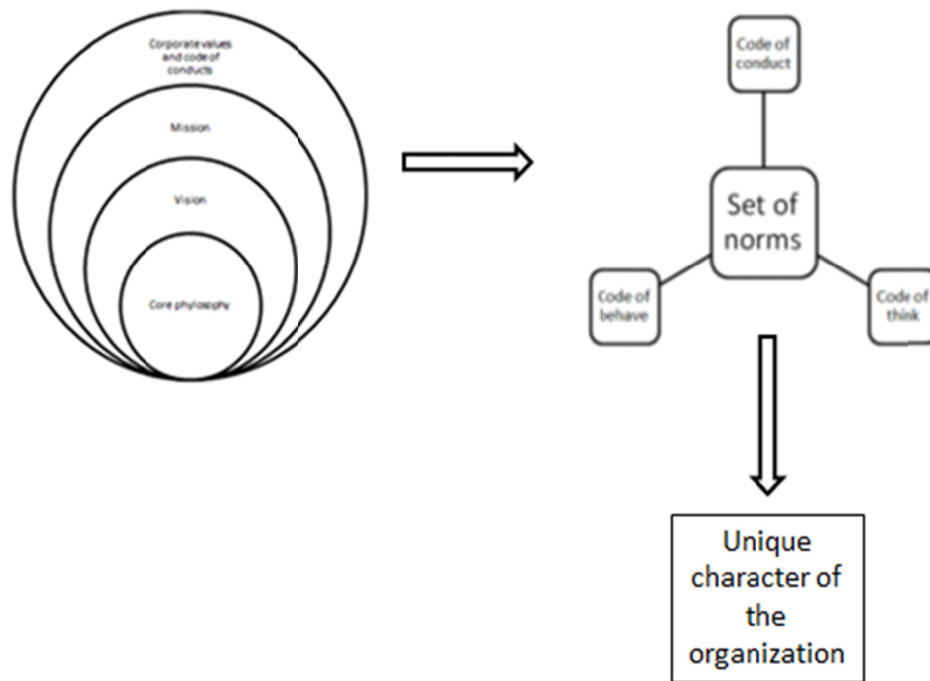 Corporate values
and code of
conducts
Mission
Vision
Core phylosophy
Code of
conduct
Set of
norms
Code of
behave
Code of
think
Unique
character of
the
organization